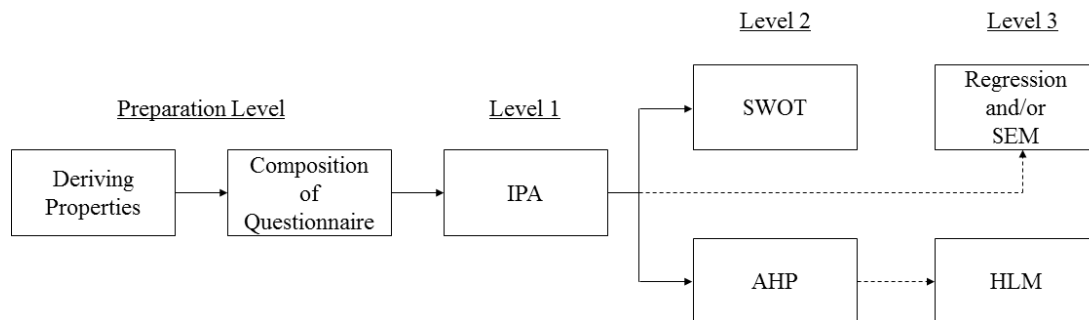 Level 2
Level 3
Preparation Level
Level 1
SWOT
Regression
and/or
SEM
Deriving
Properties
Composition
of
Questionnaire
IPA
AHP
HLM